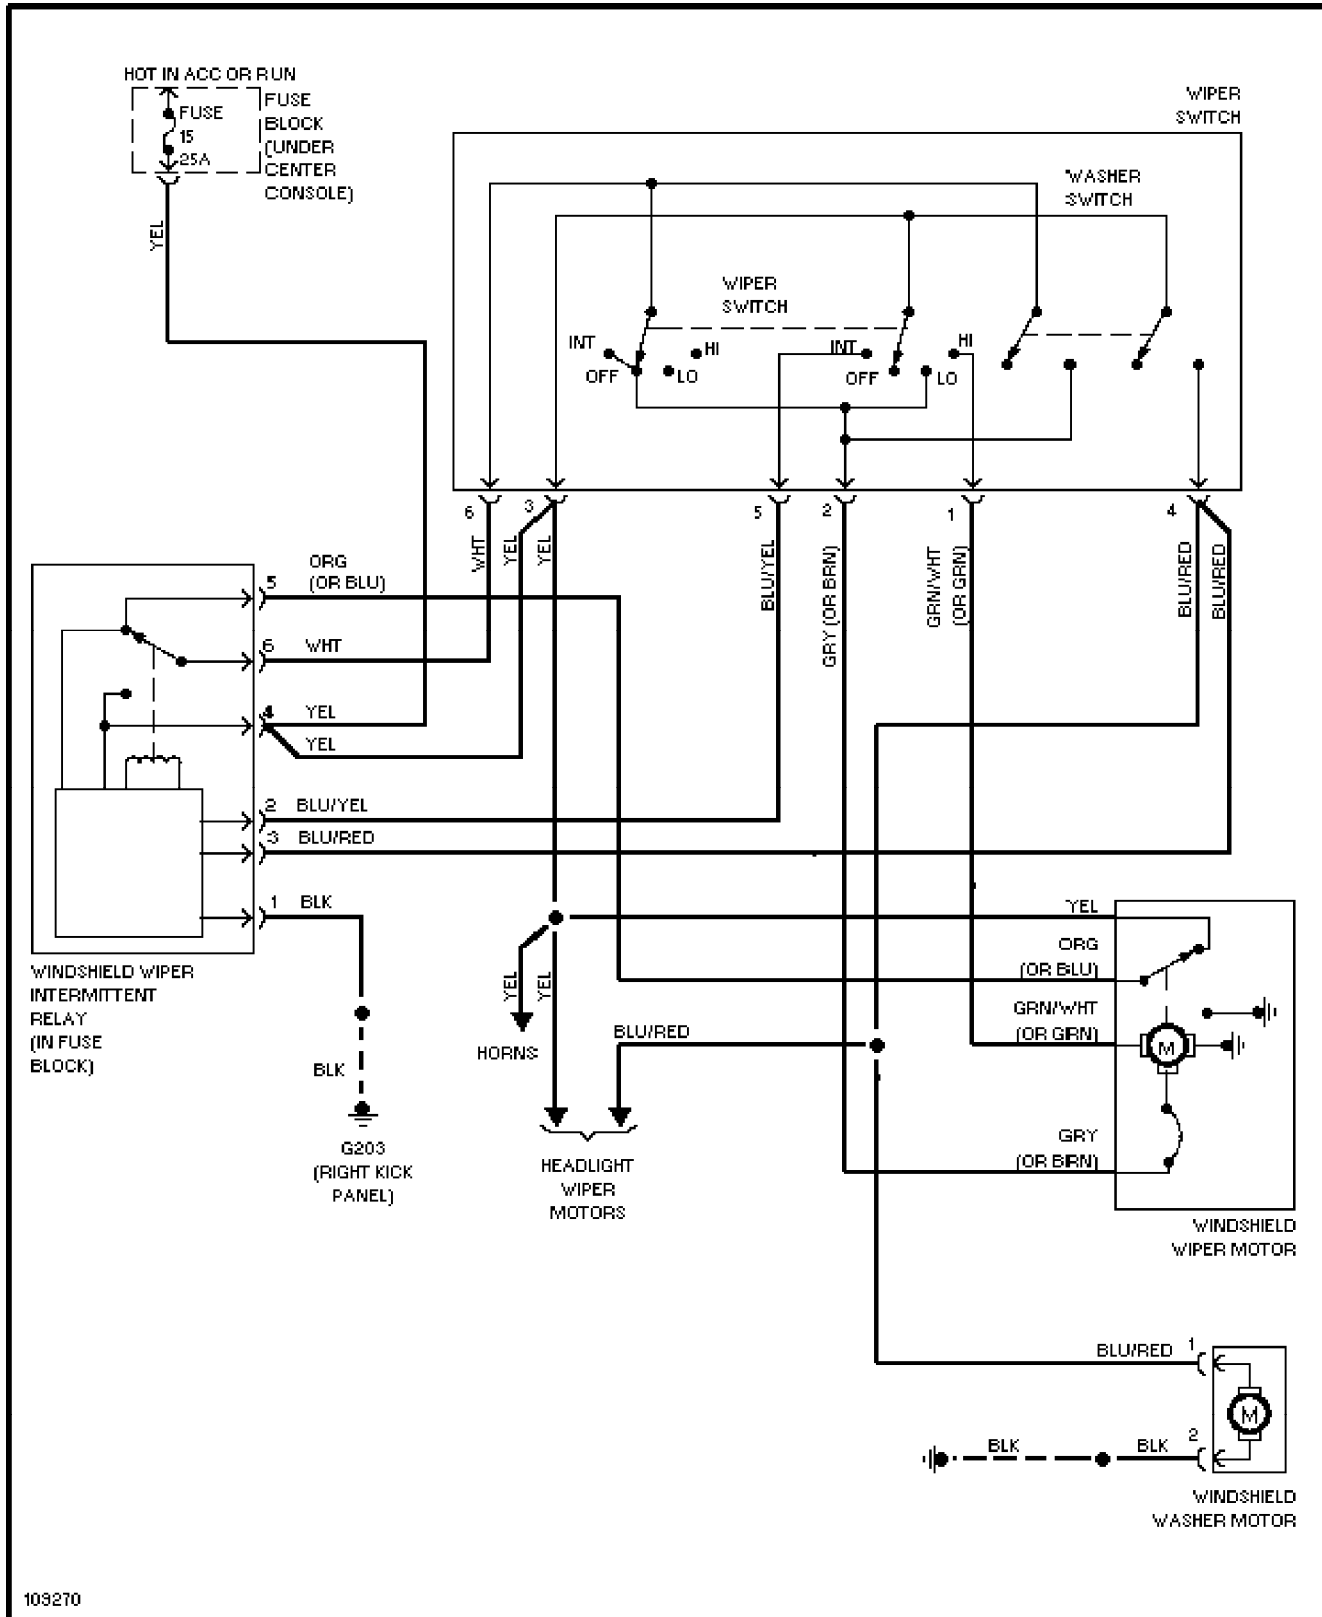 HOT IN ACC OR RUN
FUSE
15
25A
FUSE
BLOCK
(UNDER
CENTER
CONSOLE)
YEL
WIPER
SWITCH
WASHER
SWITCH
WIPER
SWITCH
INT
OFF
LO
HI
INT
OFF
LO
HI
6
3
5
2
1
4
WHT
YEL
YEL
BLU/YEL
GRY (OR BRN)
GRN/WHT
(OR GRN)
BLU/RED
BLU/RED
5
ORG
(OR BLU)
6
WHT
4
YEL
YEL
2
BLU/YEL
3
BLU/RED
1
BLK
WINDSHIELD WIPER
INTERMITTENT
RELAY
(IN FUSE
BLOCK)
BLK
G203
(RIGHT KICK
PANEL)
YEL
YEL
HORNS
BLU/RED
HEADLIGHT
WIPER
MOTORS
YEL
ORG
(OR BLU)
GRN/WHT
(OR GRN)
M
GRY
(OR BRN)
WINDSHIELD
WIPER MOTOR
BLU/RED
1
M
BLK
BLK
2
WINDSHIELD
WASHER MOTOR
109270